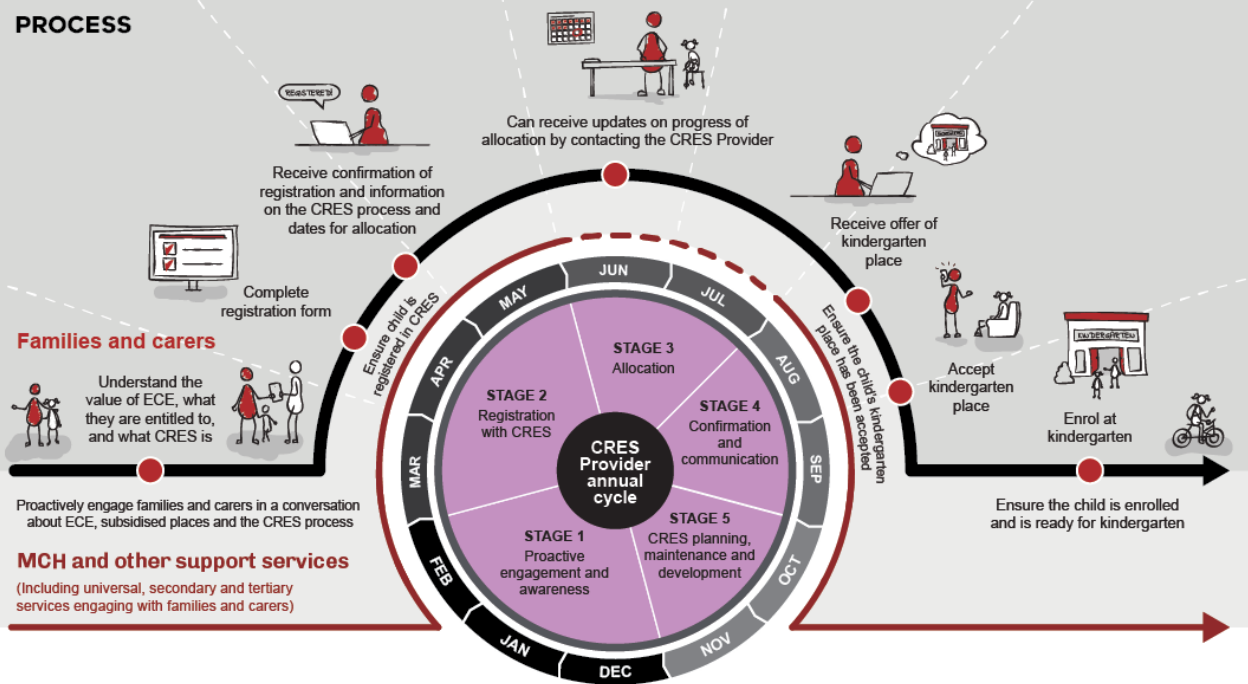 PROCESS
REGISTERED!
Can receive updates on progress of
allocation by contacting the CRES Provider
Receive confirmation of
registration and information
on the CRES process and
dates for allocation
Receive offer of
kindergarten
place
Complete
registration form
Families and carers
Understand the
value of ECE, what
they are entitled to,
and what CRES is
Ensure child is
registered in CRES
Ensure the child's kindergarten
place has been accepted
Accept
kindergarten
place
KINDERGARTEN
Enrol at
kindergarten
Proactively engage families and carers in a conversation
about ECE, subsidised places and the CRES process
Ensure the child is enrolled
and is ready for kindergarten
MCH and other support services
(Including universal, secondary and tertiary
services engaging with families and carers)
JAN
FEB
MAR
APR
MAY
JUN
JUL
AUG
SEP
OCT
NOV
DEC
CRES
Provider
annual
cycle
STAGE 1
Proactive
engagement and
awareness
STAGE 2
Registration
with CRES
STAGE 3
Allocation
STAGE 4
Confirmation
and
communication
STAGE 5
CRES planning,
maintenance and
development